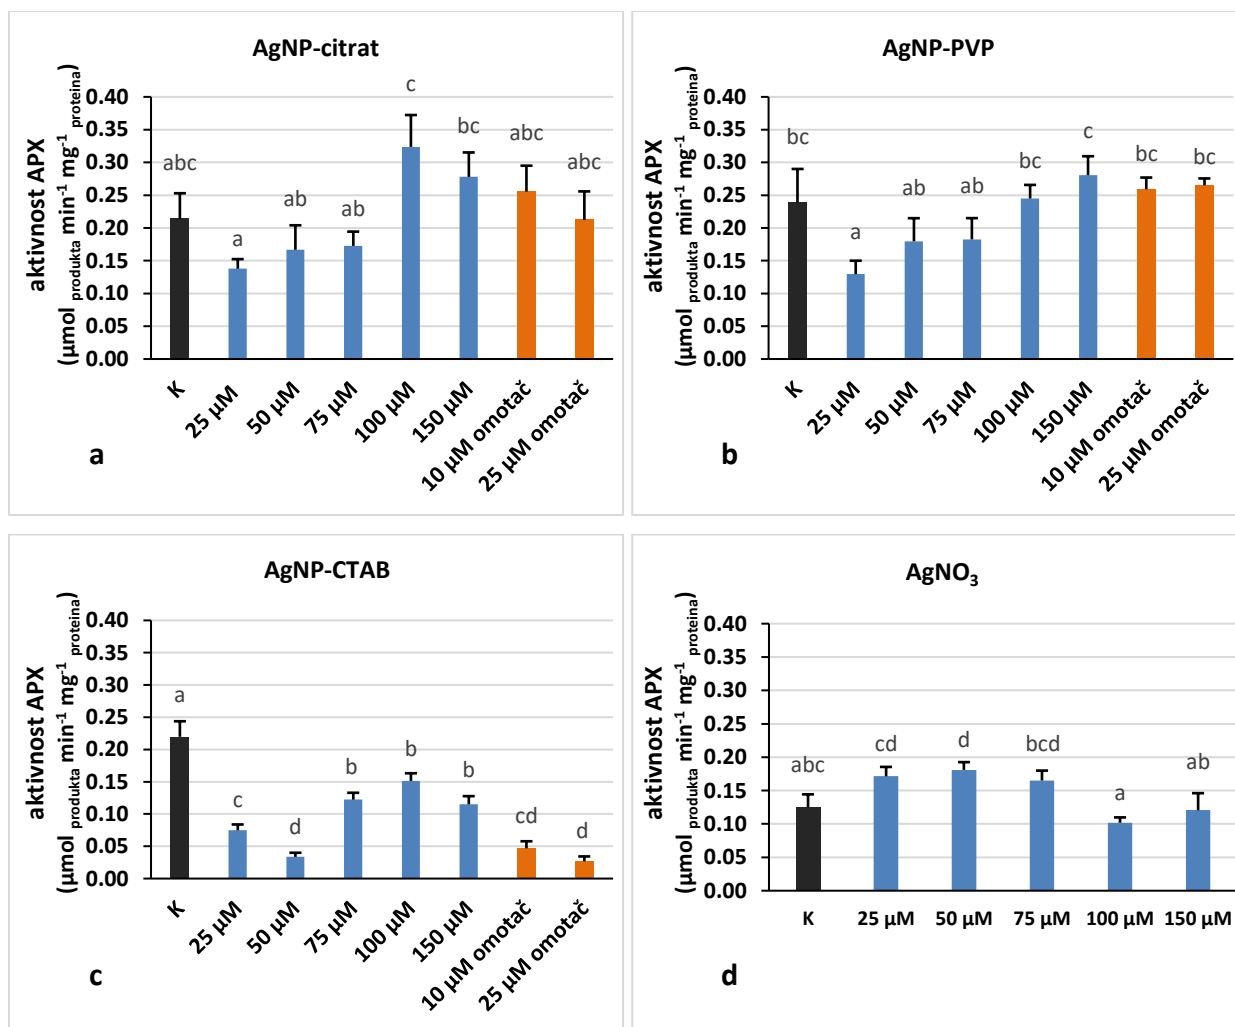 AgNP-citrat
aktivnost APX
(µmol produkta min⁻¹ mg⁻¹ proteina)
0.40
0.35
0.30
0.25
0.20
0.15
0.10
0.05
0.00
abc
a
ab
ab
c
bc
abc
abc
K
25 µM
50 µM
75 µM
100 µM
150 µM
10 µM omotač
25 µM omotač
a
AgNP-PVP
aktivnost APX
(µmol produkta min⁻¹ mg⁻¹ proteina)
0.40
0.35
0.30
0.25
0.20
0.15
0.10
0.05
0.00
bc
a
ab
ab
bc
c
bc
bc
K
25 µM
50 µM
75 µM
100 µM
150 µM
10 µM omotač
25 µM omotač
b
AgNP-CTAB
aktivnost APX
(µmol produkta min⁻¹ mg⁻¹ proteina)
0.40
0.35
0.30
0.25
0.20
0.15
0.10
0.05
0.00
a
c
d
b
b
b
cd
d
K
25 µM
50 µM
75 µM
100 µM
150 µM
10 µM omotač
25 µM omotač
c
AgNO₃
aktivnost APX
(µmol produkta min⁻¹ mg⁻¹ proteina)
0.40
0.35
0.30
0.25
0.20
0.15
0.10
0.05
0.00
abc
cd
d
bcd
a
ab
K
25 µM
50 µM
75 µM
100 µM
150 µM
d